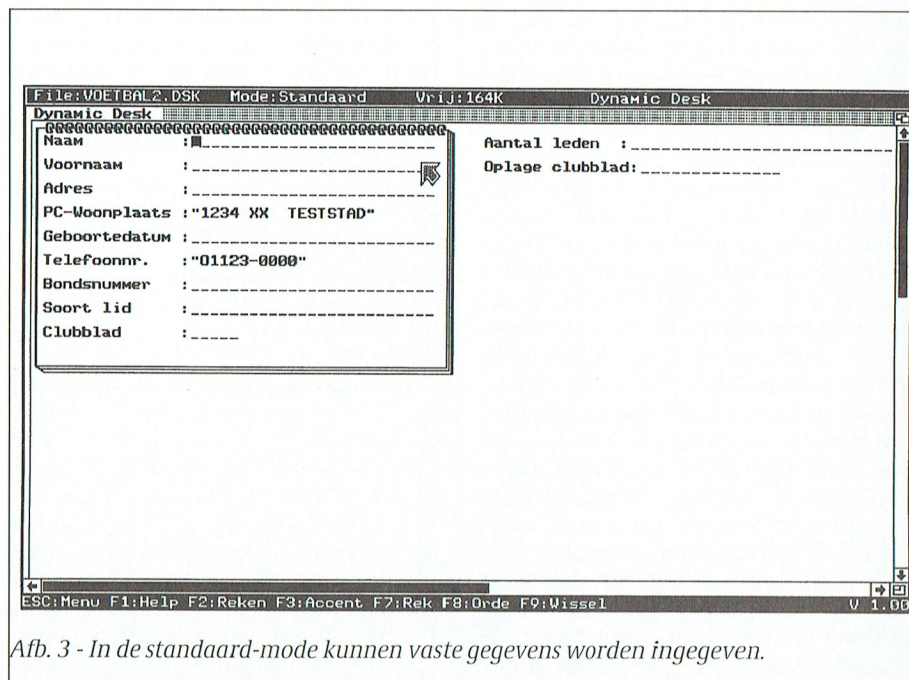 File:VOETBAL2.DSK Mode:Standaard Vrij:164K Dynamic Desk
Dynamic Desk
Naam :
Voornaam :
Adres :
PC-Woonplaats :"1234 XX TESTSTAD"
Geboortedatum :
Telefoonnr. :"01123-0000"
Bondsnummer :
Soort lid :
Clubblad :
Aantal leden :
Oplage clubblad:
ESC:Menu F1:Help F2:Reken F3:Accent F7:Rek F8:Orde F9:Wissel V 1.00
Afb. 3 - In de standaard-mode kunnen vaste gegevens worden ingegeven.